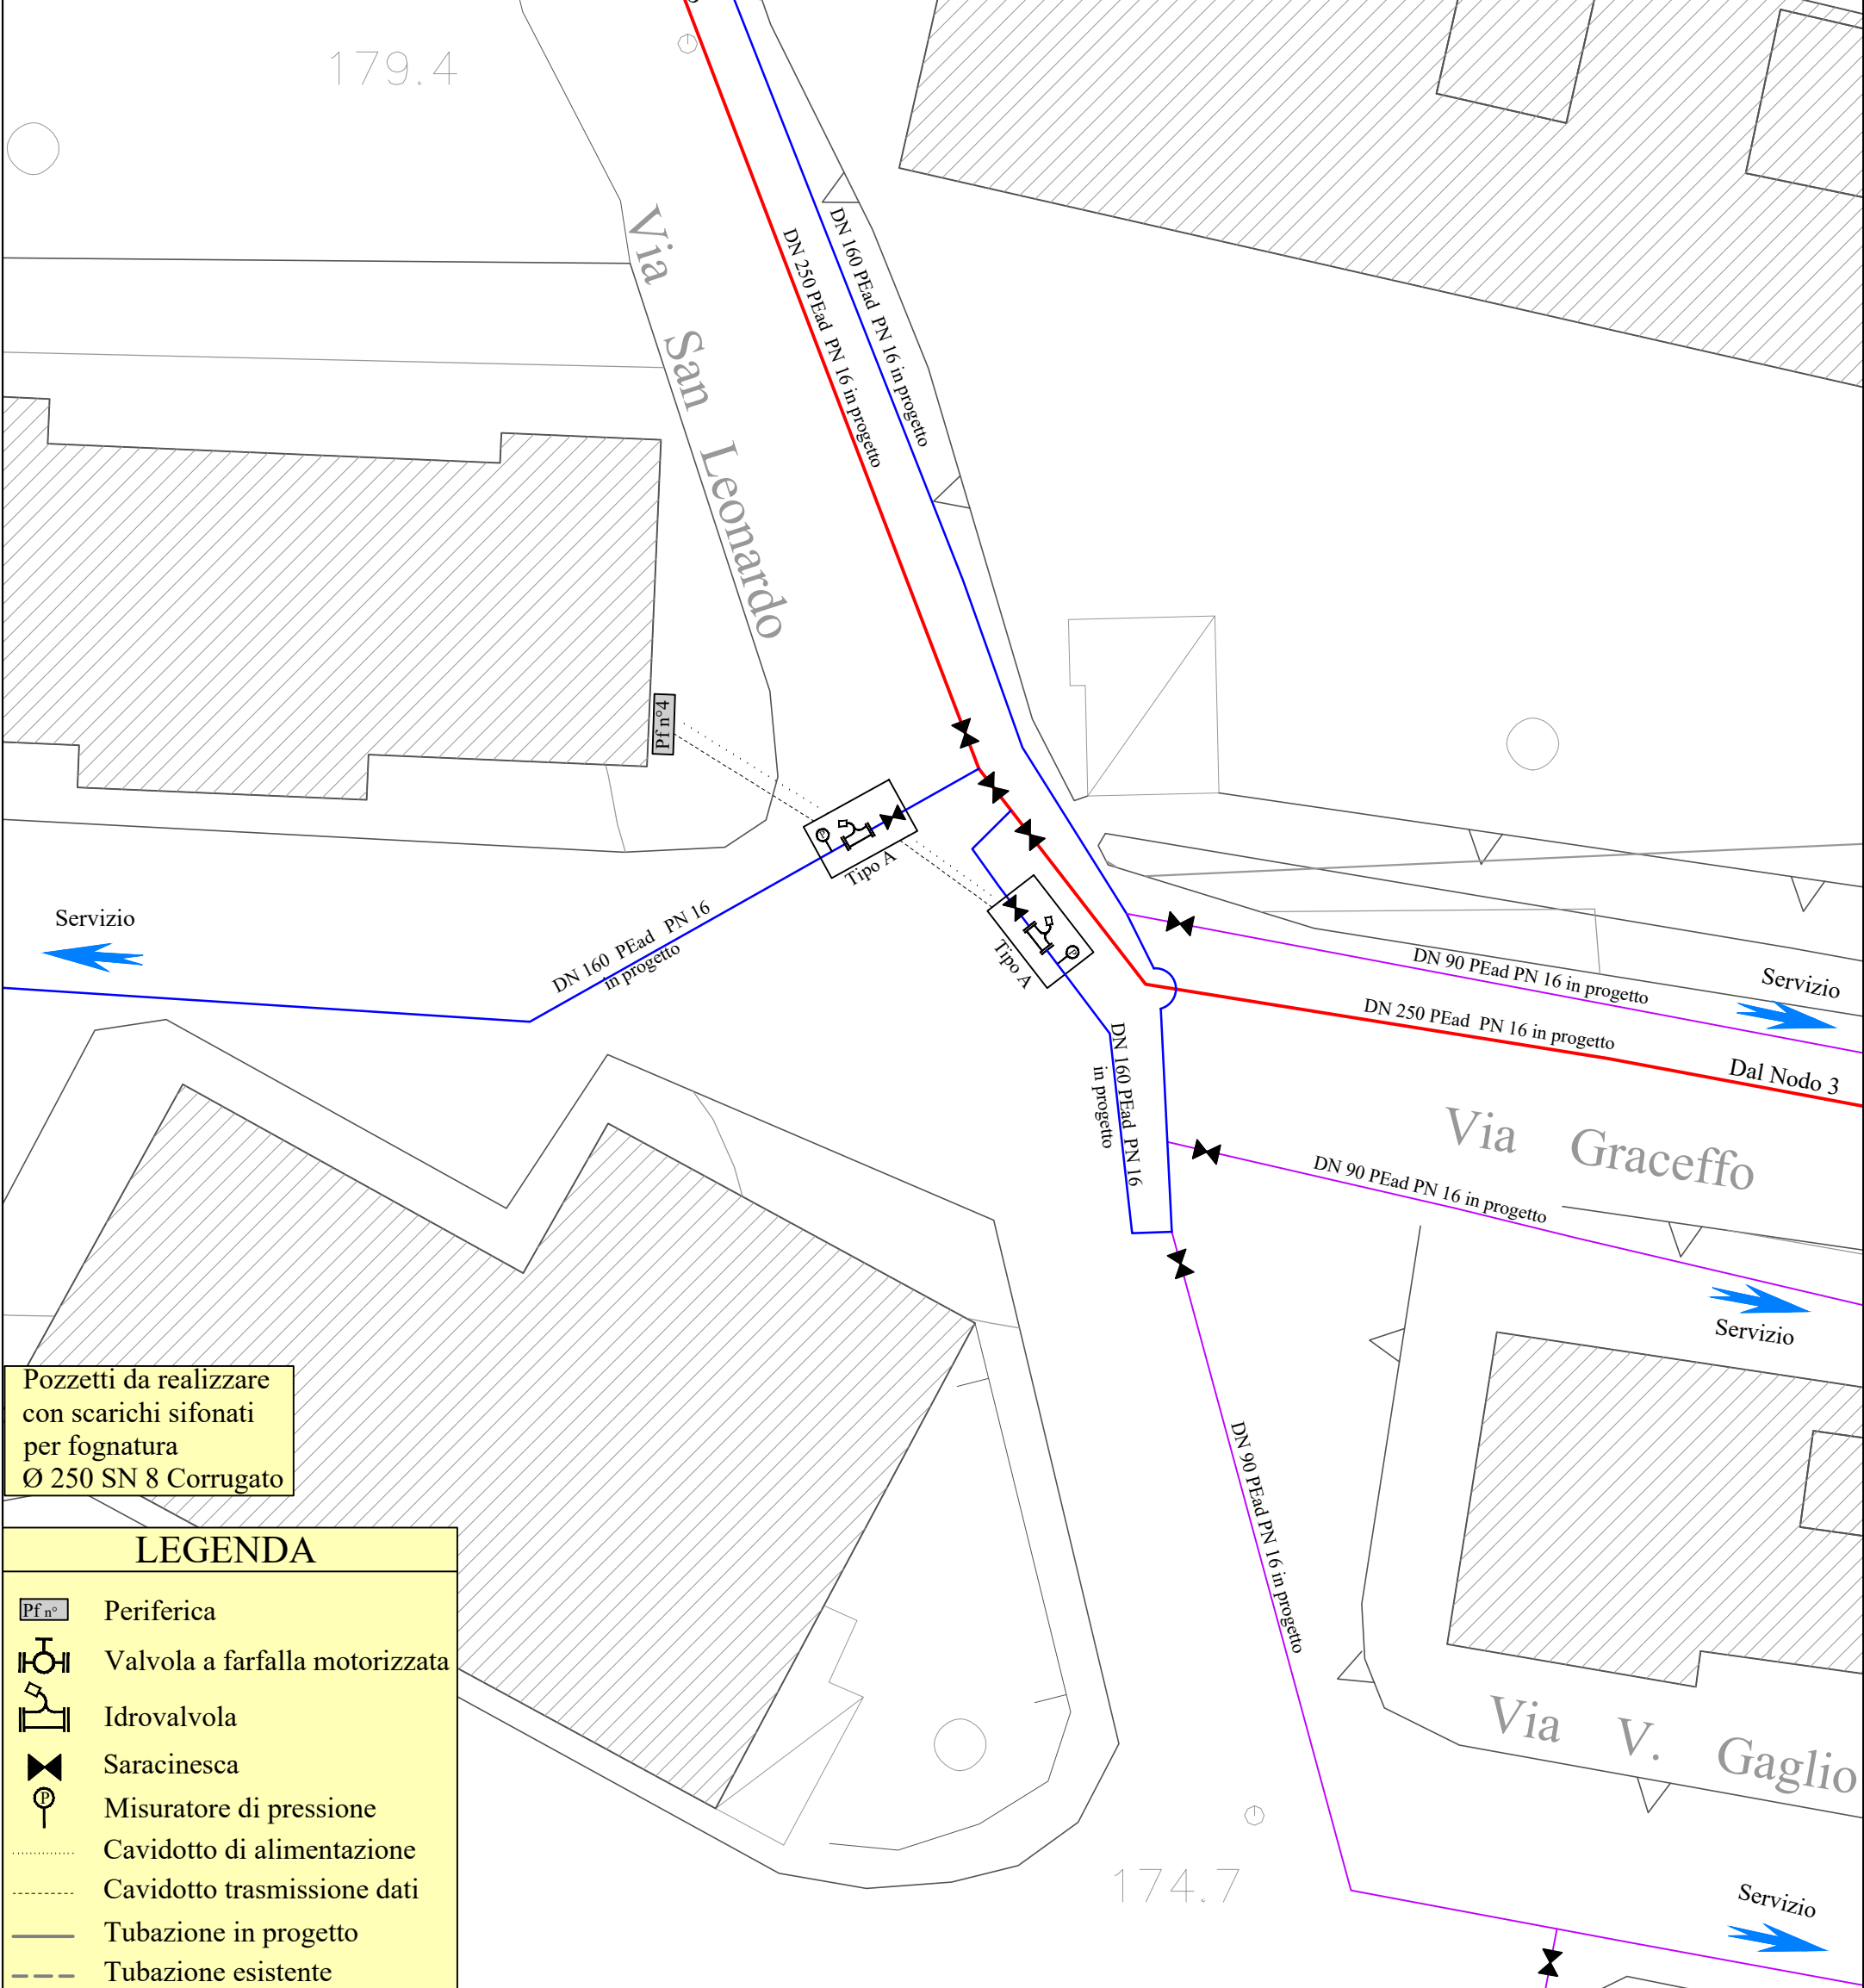 179.4
Via San Leonardo
DN 250 PEad PN 16 in progetto
DN 160 PEad PN 16 in progetto
Pf n°4
P
Tipo A
P
Tipo A
Servizio
DN 160 PEad PN 16
in progetto
DN 90 PEad PN 16 in progetto
Servizio
DN 250 PEad PN 16 in progetto
Dal Nodo 3
DN 160 PEad PN 16
in progetto
Via Graceffo
DN 90 PEad PN 16 in progetto
Servizio
DN 90 PEad PN 16 in progetto
Via V. Gaglio
174.7
Servizio
Pozzetti da realizzare
con scarichi sifonati
per fognatura
Ø 250 SN 8 Corrugato
LEGENDA
Pf n° Periferica
Valvola a farfalla motorizzata
Idrovalvola
Saracinesca
P Misuratore di pressione
Cavidotto di alimentazione
Cavidotto trasmissione dati
Tubazione in progetto
Tubazione esistente